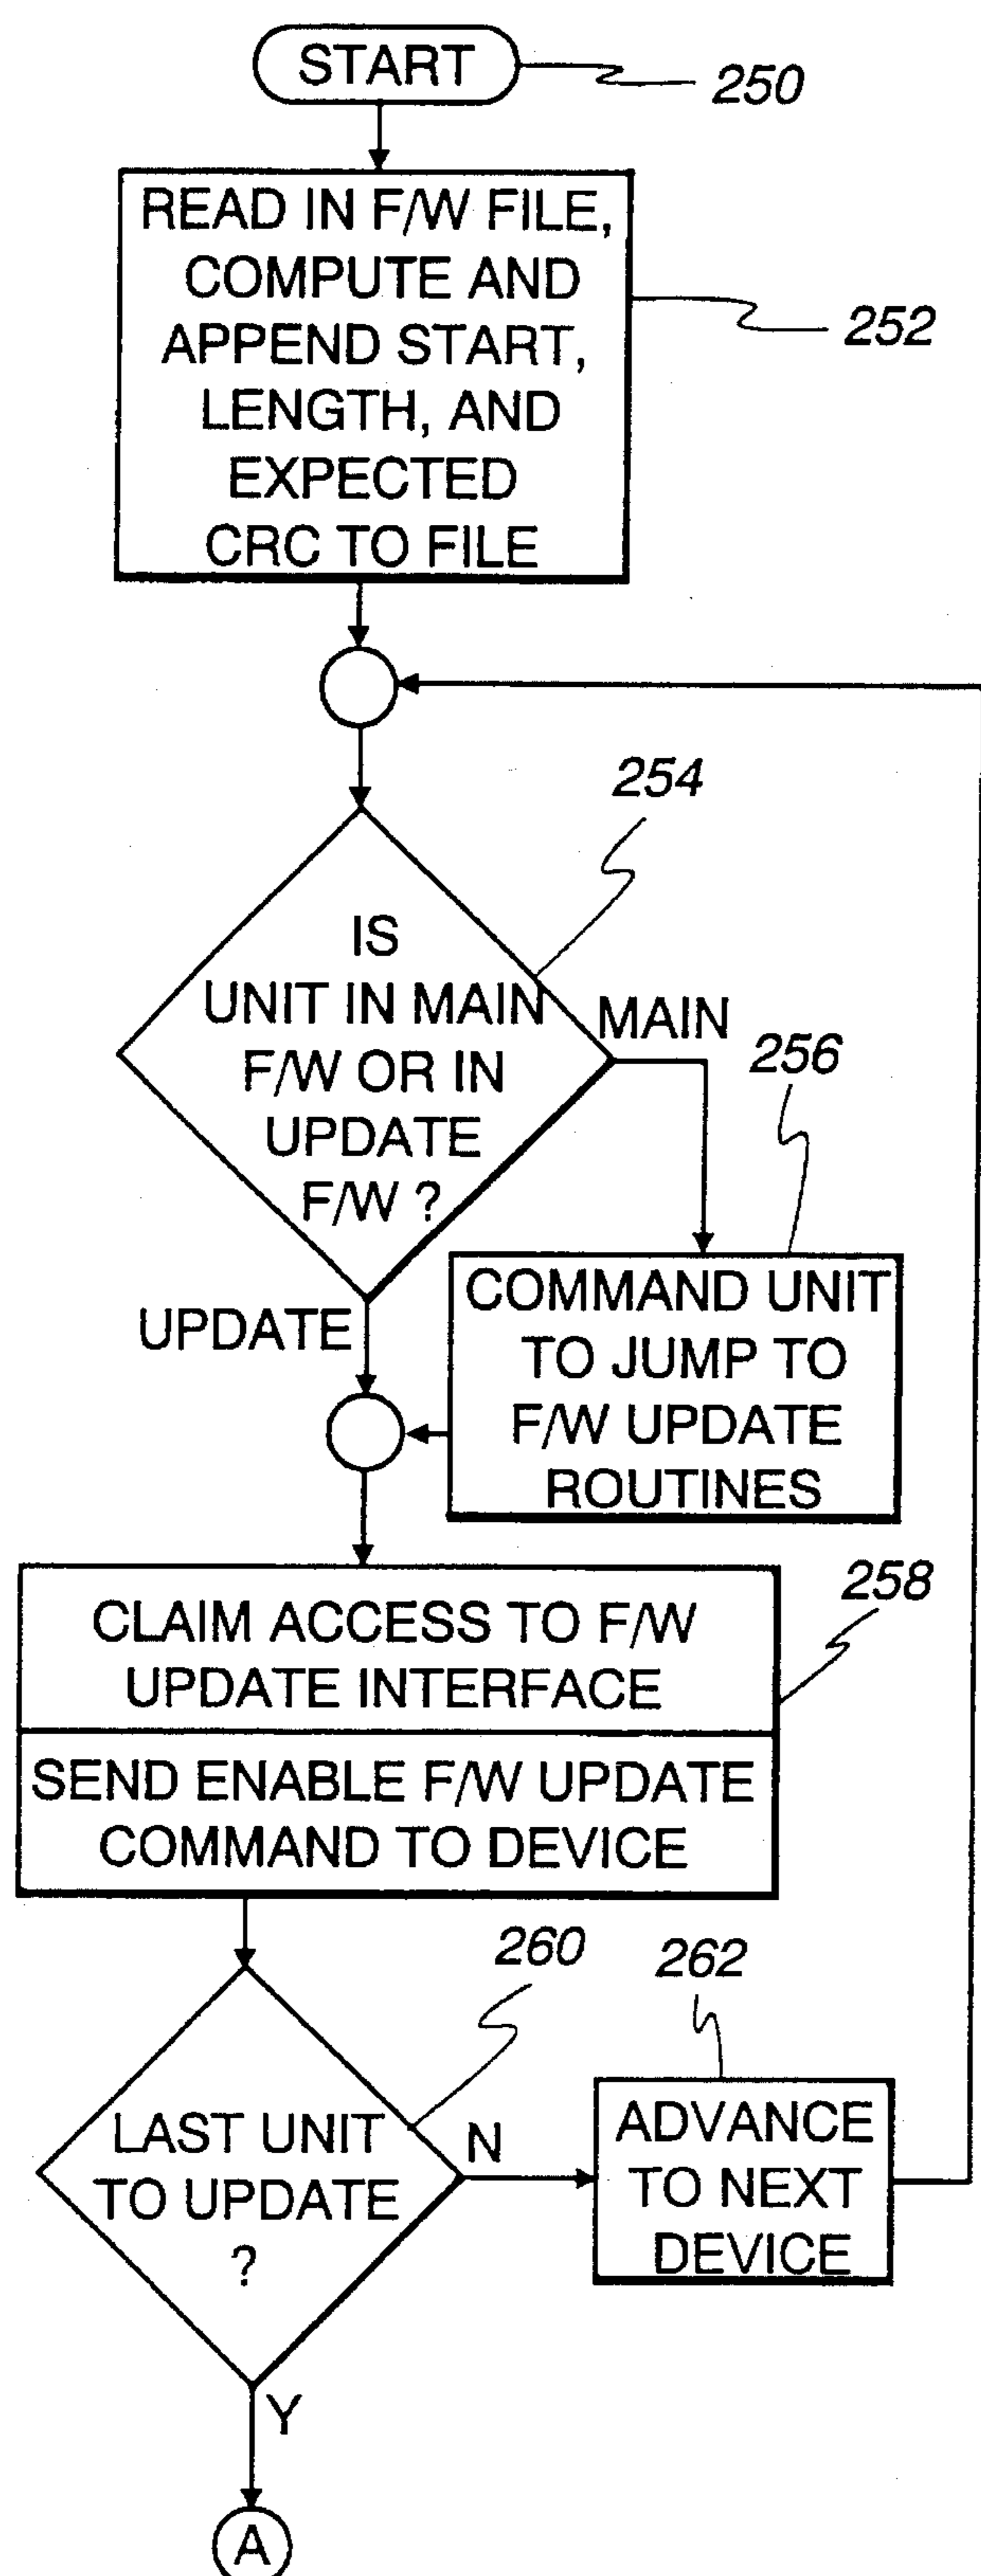 START
250
READ IN F/W FILE,
COMPUTE AND
APPEND START,
LENGTH, AND
EXPECTED
CRC TO FILE
252
254
IS
UNIT IN MAIN
F/W OR IN
UPDATE
F/W ?
MAIN
256
UPDATE
COMMAND UNIT
TO JUMP TO
F/W UPDATE
ROUTINES
258
CLAIM ACCESS TO F/W
UPDATE INTERFACE
SEND ENABLE F/W UPDATE
COMMAND TO DEVICE
260
262
LAST UNIT
TO UPDATE
?
N
ADVANCE
TO NEXT
DEVICE
Y
A